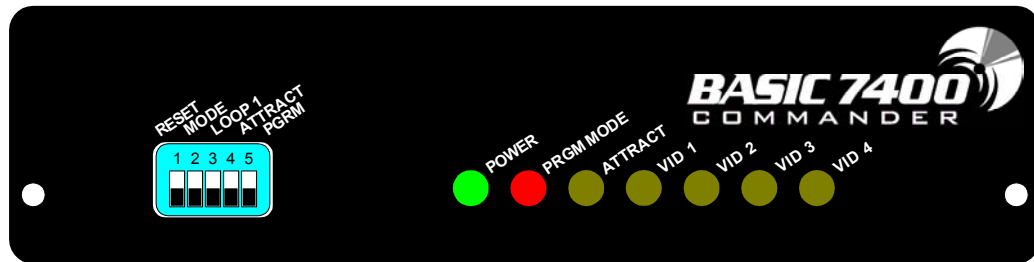 BASIC 7400
COMMANDER
RESET
MODE
LOOP 1
ATTRACT
PGRM
1 2 3 4 5
POWER
PRGM MODE
ATTRACT
VID 1
VID 2
VID 3
VID 4